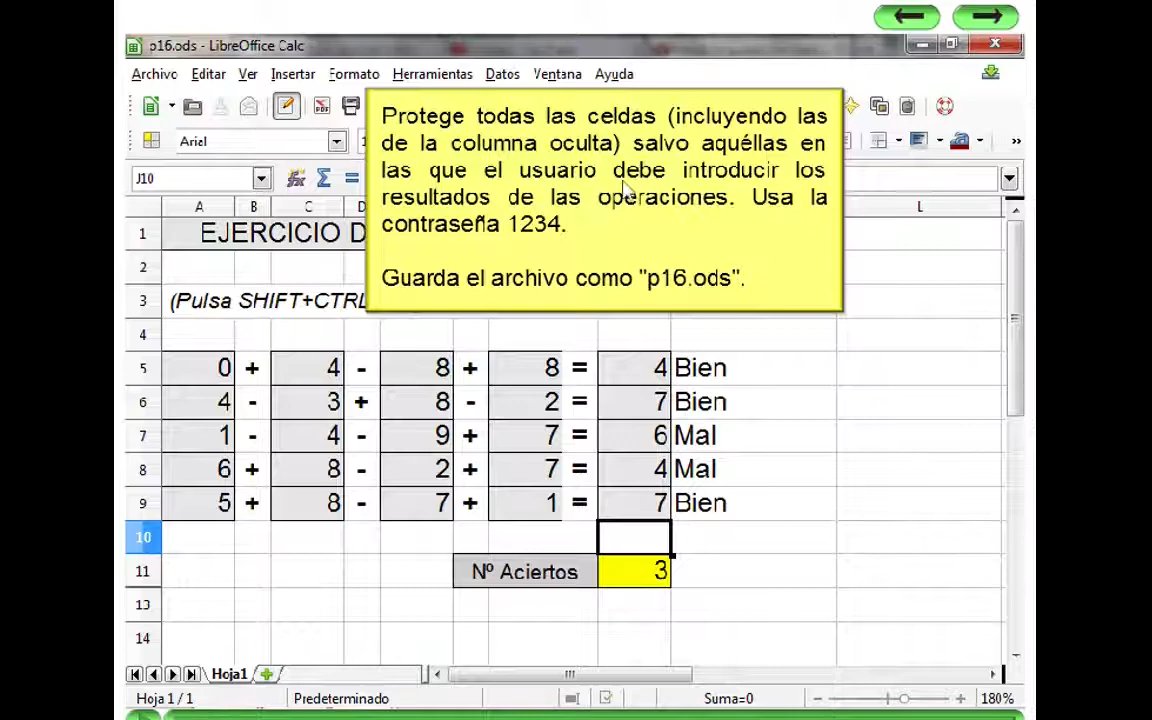 p16.ods - LibreOffice Calc
Archivo Editar Ver Insertar Formato Herramientas Datos Ventana Ayuda
Protege todas las celdas (incluyendo las
de la columna oculta) salvo aquéllas en
las que el usuario debe introducir los
resultados de las operaciones. Usa la
contraseña 1234.
Guarda el archivo como "p16.ods".
Arial
J10
A B C D L
1 EJERCICIO D
2
3 (Pulsa SHIFT+CTRL
4
5 0 + 4 - 8 + 8 = 4 Bien
6 4 - 3 + 8 - 2 = 7 Bien
7 1 - 4 - 9 + 7 = 6 Mal
8 6 + 8 - 2 + 7 = 4 Mal
9 5 + 8 - 7 + 1 = 7 Bien
10
11 Nº Aciertos 3
13
14
Hoja1
Hoja 1 / 1 Predeterminado Suma=0 180%